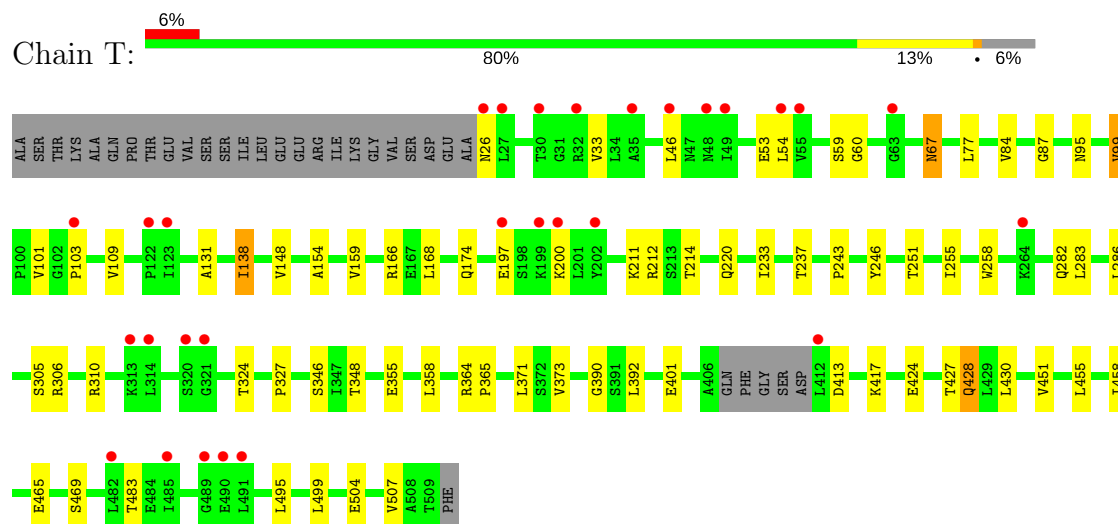 6%
Chain T:
80% 13% • 6%
ALA SER THR LYS ALA GLN PRO THR GLU VAL SER SER ILE LEU GLU GLU ARG ILE LYS GLY VAL SER ASP GLU ALA N26 L27 T30 G31 R32 V33 L34 A35 L46 N47 N48 I49 E53 L54 V55 S59 G60 G63 N67 L77 V84 G87 N95
P100 V101 G102 P103 V109 P122 I123 A131 I138 V148 A154 V159 R166 E167 L168 Q174 E197 S198 K199 K200 L201 Y202 K211 R212 S213 T214 Q220 I233 T237 P243 Y246 T251 I255 W258 K264 Q282 L283
S305 R306 R310 K313 L314 S320 G321 T324 P327 S346 I347 T348 E355 L358 R364 P365 L371 S372 V373 G390 S391 L392 E401 A406 GLN PHE GLY SER ASP L412 D413 K417 E424 T427 Q428 L429 L430 V451 L455
E465 S469 L482 T483 E484 I485 G489 E490 L491 L495 L499 E504 V507 A508 T509 PHE